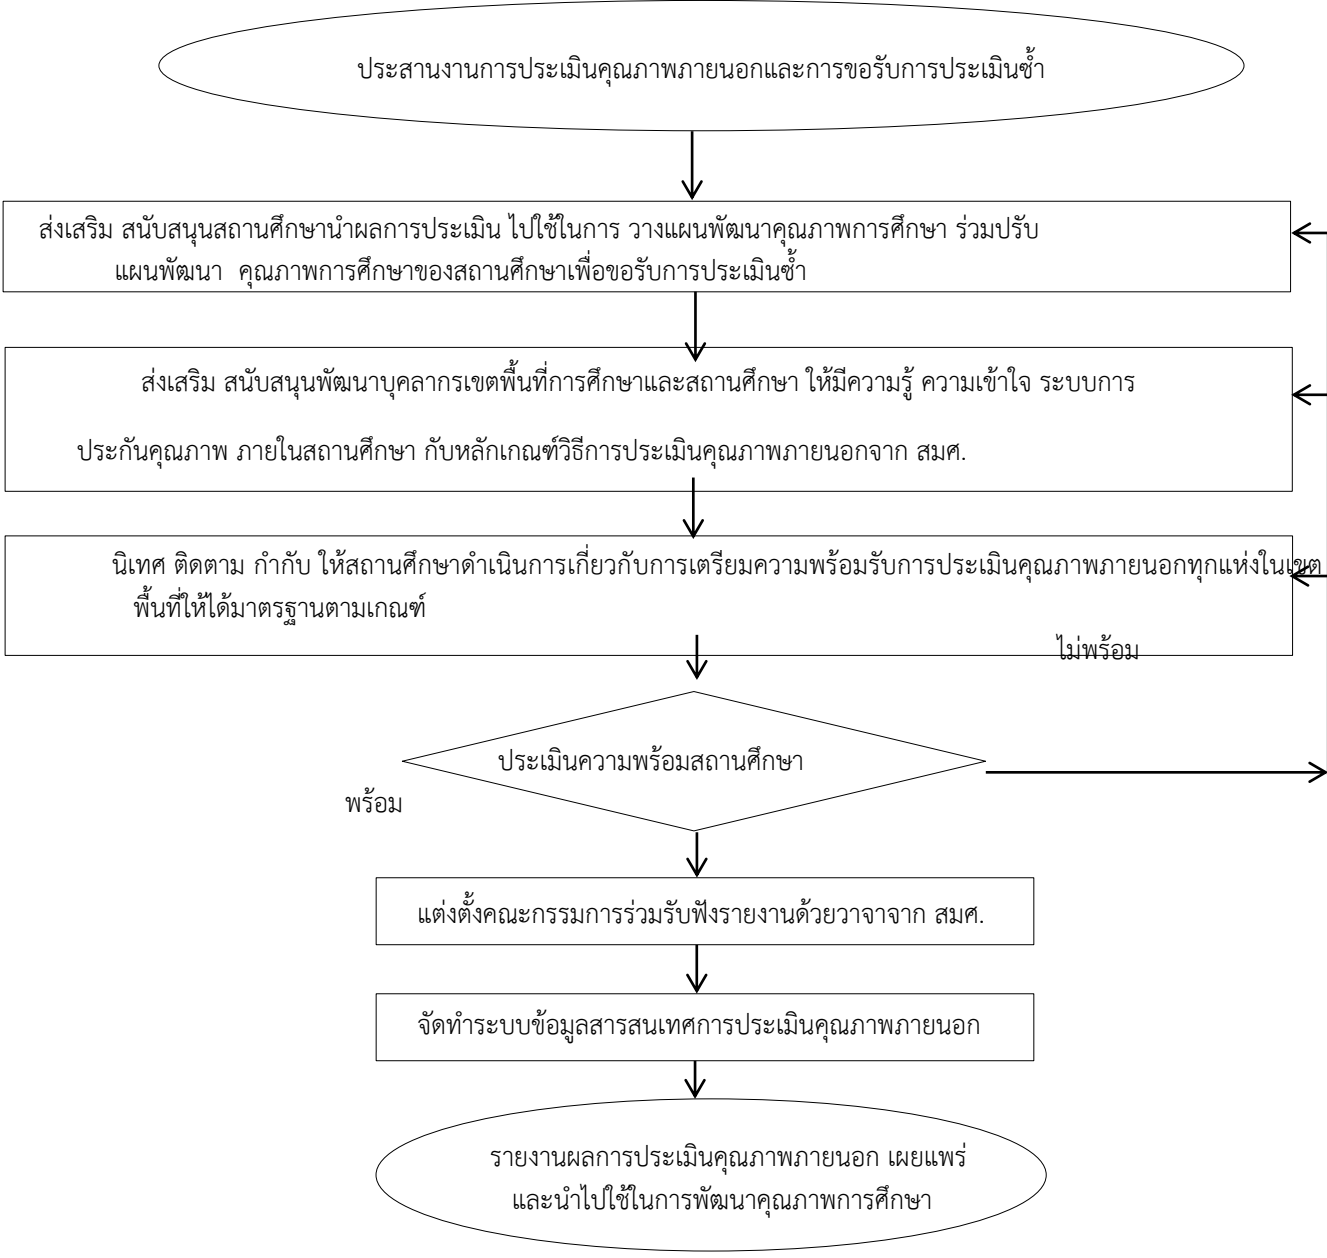 ประสานงานการประเมินคุณภาพภายนอกและการขอรับการประเมินซ้ำ
ส่งเสริม สนับสนุนสถานศึกษานำผลการประเมิน ไปใช้ในการ วางแผนพัฒนาคุณภาพการศึกษา ร่วมปรับ
แผนพัฒนา คุณภาพการศึกษาของสถานศึกษาเพื่อขอรับการประเมินซ้ำ
ส่งเสริม สนับสนุนพัฒนาบุคลากรเขตพื้นที่การศึกษาและสถานศึกษา ให้มีความรู้ ความเข้าใจ ระบบการ
ประกันคุณภาพ ภายในสถานศึกษา กับหลักเกณฑ์วิธีการประเมินคุณภาพภายนอกจาก สมศ.
นิเทศ ติดตาม กำกับ ให้สถานศึกษาดำเนินการเกี่ยวกับการเตรียมความพร้อมรับการประเมินคุณภาพภายนอกทุกแห่งในเขต
พื้นที่ให้ได้มาตรฐานตามเกณฑ์
ไม่พร้อม
ประเมินความพร้อมสถานศึกษา
พร้อม
แต่งตั้งคณะกรรมการร่วมรับฟังรายงานด้วยวาจาจาก สมศ.
จัดทำระบบข้อมูลสารสนเทศการประเมินคุณภาพภายนอก
รายงานผลการประเมินคุณภาพภายนอก เผยแพร่
และนำไปใช้ในการพัฒนาคุณภาพการศึกษา